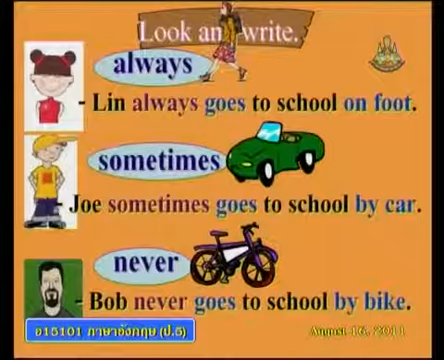 Look an write.
always
- Lin always goes to school on foot.
sometimes
- Joe sometimes goes to school by car.
never
- Bob never goes to school by bike.
อ15101 ภาษาอังกฤษ (ป.5)
August 16, 2011